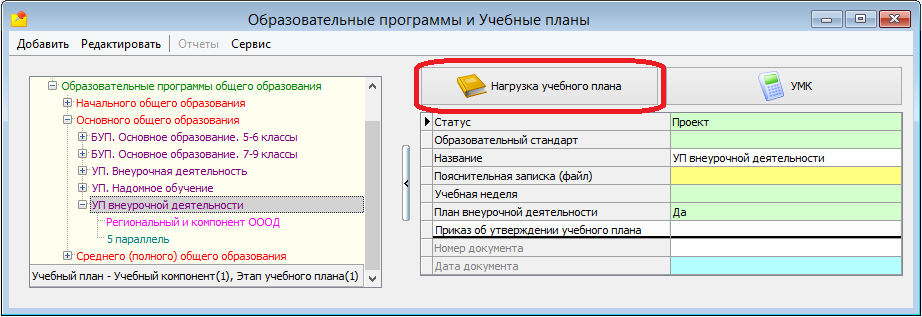 Образовательные программы и Учебные планы
Добавить Редактировать Отчеты Сервис
Образовательные программы общего образования
Начального общего образования
Основного общего образования
БУП. Основное образование. 5-6 классы
БУП. Основное образование. 7-9 классы
УП. Внеурочная деятельность
УП. Надомное обучение
УП внеурочной деятельности
Региональный и компонент ОООД
5 параллель
Среднего (полного) общего образования
Учебный план - Учебный компонент(1), Этап учебного плана(1)
Нагрузка учебного плана УМК
Статус Проект
Образовательный стандарт
Название УП внеурочной деятельности
Пояснительная записка (файл)
Учебная неделя
План внеурочной деятельности Да
Приказ об утверждении учебного плана
Номер документа
Дата документа